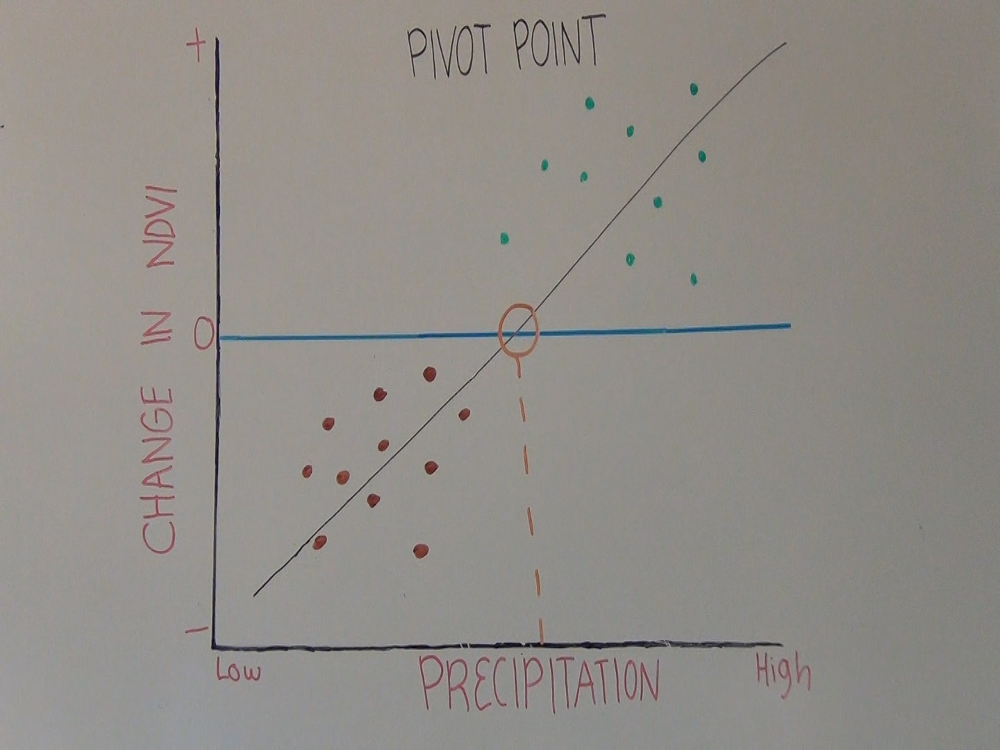 PIVOT POINT
+
CHANGE IN NDVI
0
-
Low
High
PRECIPITATION